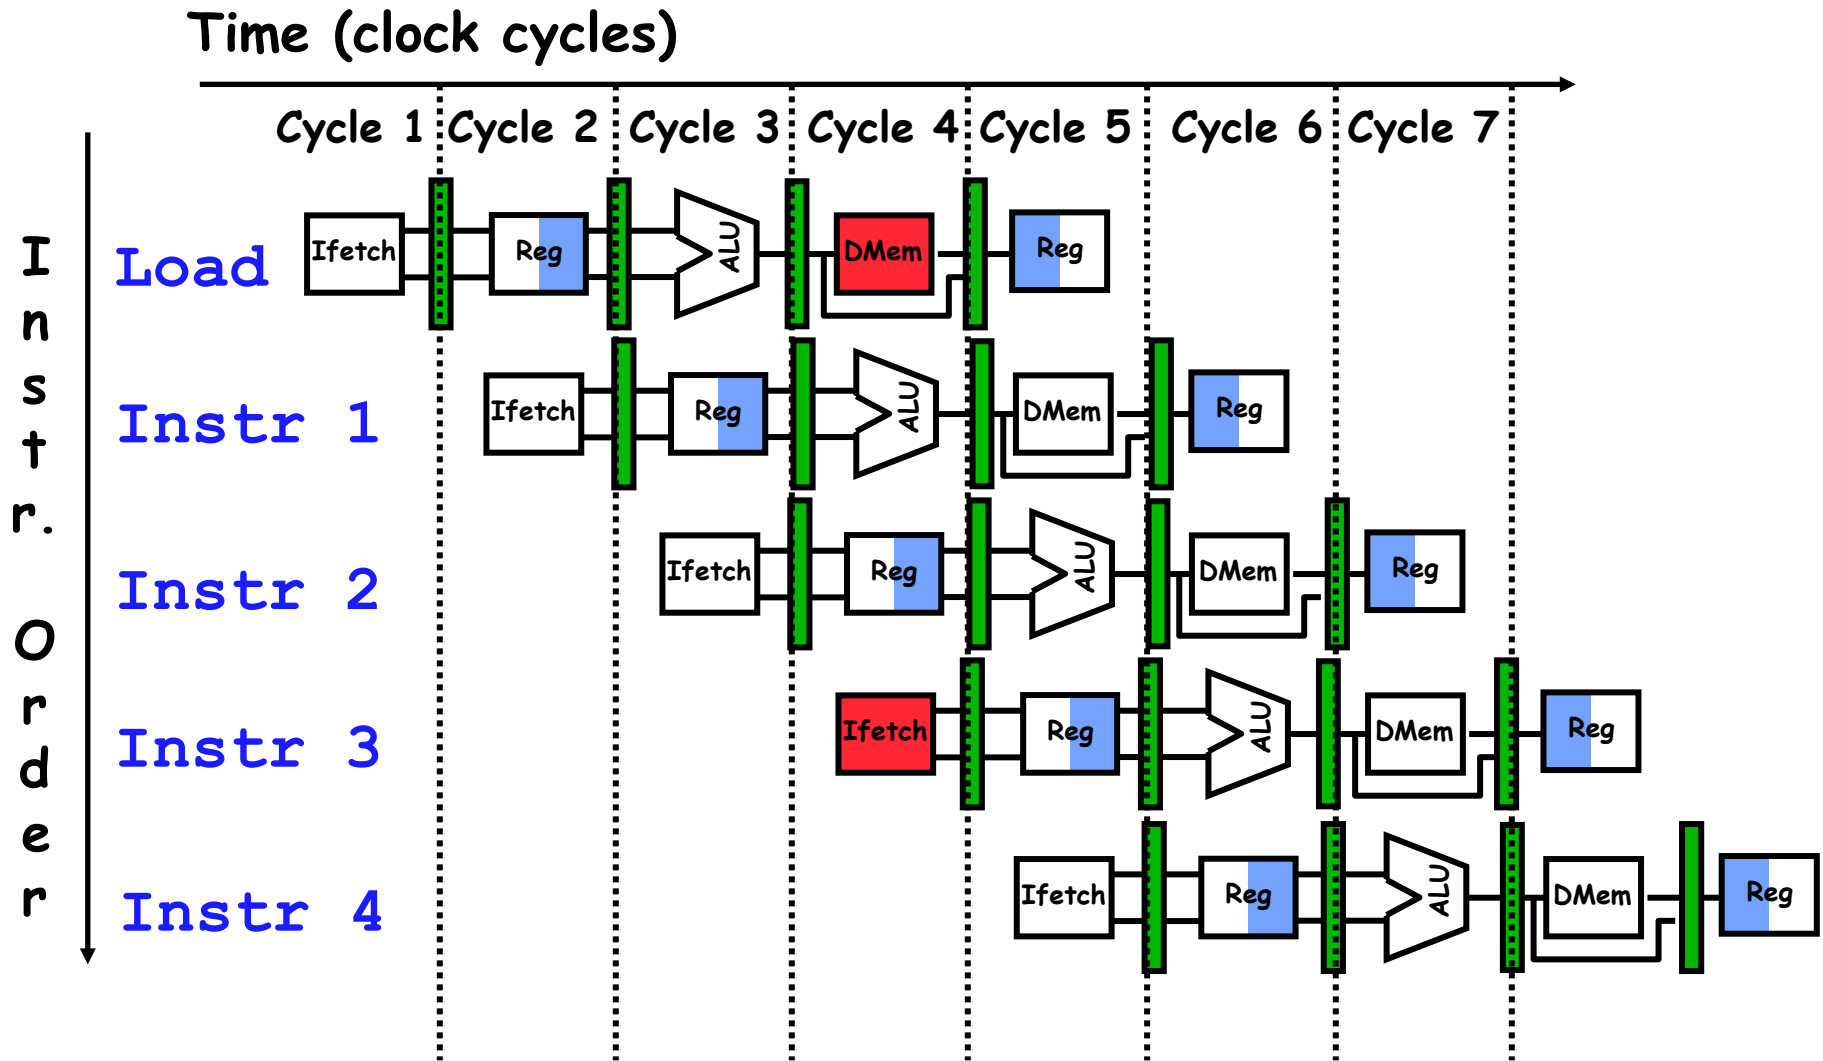 Time (clock cycles)
Cycle 1 Cycle 2 Cycle 3 Cycle 4 Cycle 5 Cycle 6 Cycle 7
Instr. Order
Load Ifetch Reg ALU DMem Reg
Instr 1 Ifetch Reg ALU DMem Reg
Instr 2 Ifetch Reg ALU DMem Reg
Instr 3 Ifetch Reg ALU DMem Reg
Instr 4 Ifetch Reg ALU DMem Reg